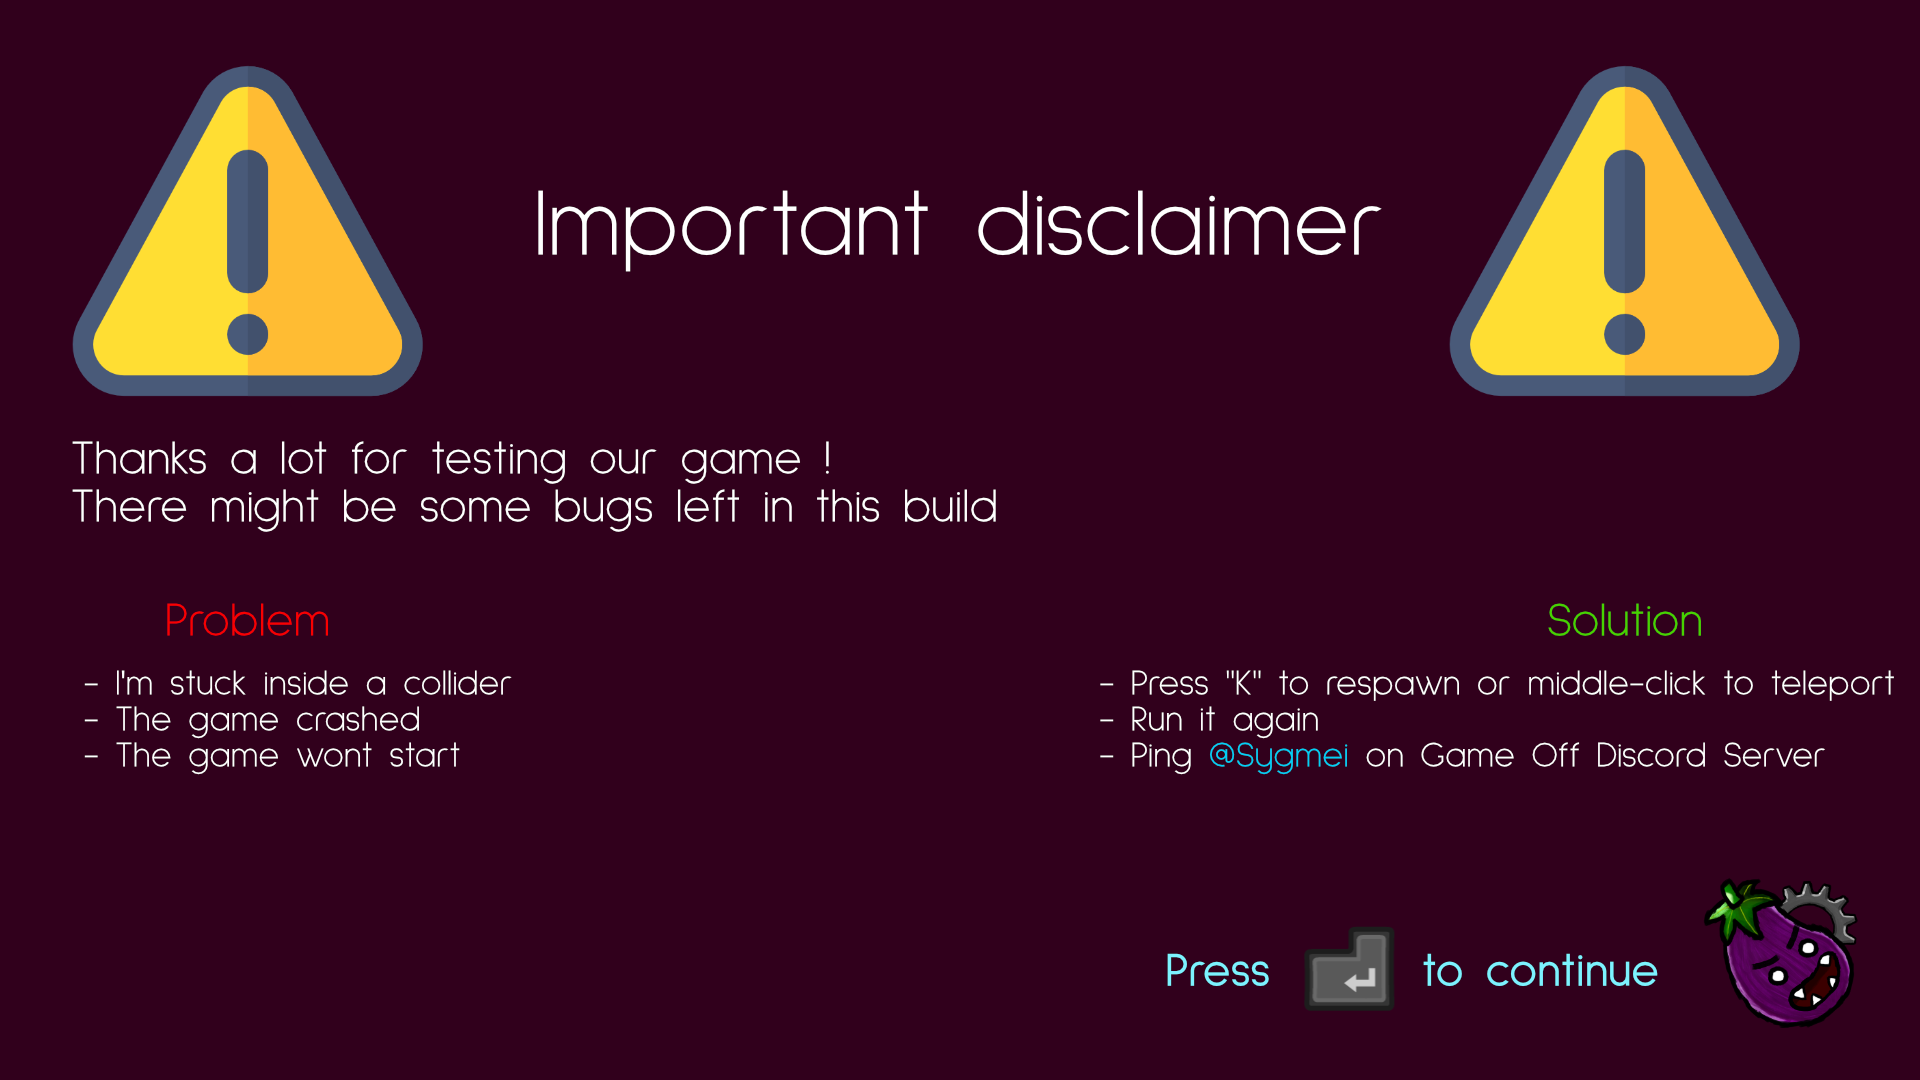 Important disclaimer
Thanks a lot for testing our game !
There might be some bugs left in this build
Problem
- I'm stuck inside a collider
- The game crashed
- The game wont start
Solution
- Press "K" to respawn or middle-click to teleport
- Run it again
- Ping @Sygmei on Game Off Discord Server
Press to continue